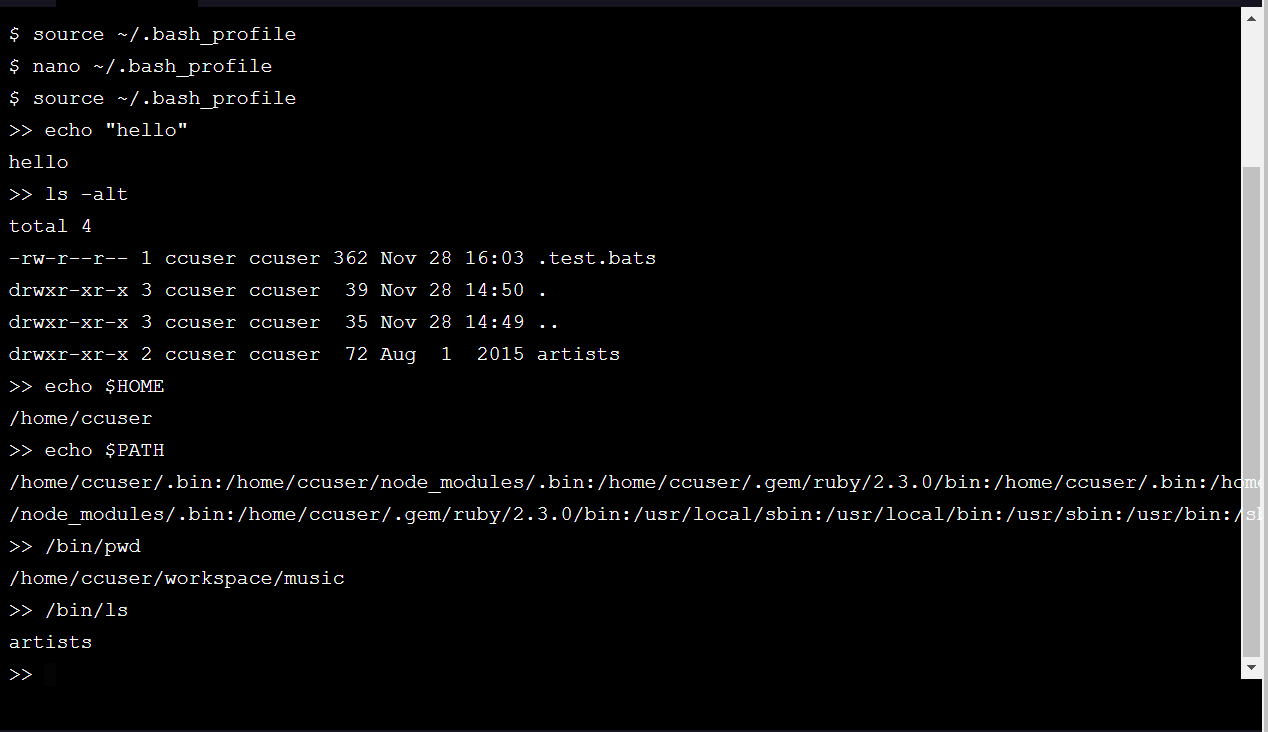 $ source ~/.bash_profile
$ nano ~/.bash_profile
$ source ~/.bash_profile
>> echo "hello"
hello
>> ls -alt
total 4
-rw-r--r-- 1 ccuser ccuser 362 Nov 28 16:03 .test.bats
drwxr-xr-x 3 ccuser ccuser  39 Nov 28 14:50 .
drwxr-xr-x 3 ccuser ccuser  35 Nov 28 14:49 ..
drwxr-xr-x 2 ccuser ccuser  72 Aug  1  2015 artists
>> echo $HOME
/home/ccuser
>> echo $PATH
/home/ccuser/.bin:/home/ccuser/node_modules/.bin:/home/ccuser/.gem/ruby/2.3.0/bin:/home/ccuser/.bin:/home
/node_modules/.bin:/home/ccuser/.gem/ruby/2.3.0/bin:/usr/local/sbin:/usr/local/bin:/usr/sbin:/usr/bin:/sb
>> /bin/pwd
/home/ccuser/workspace/music
>> /bin/ls
artists
>>